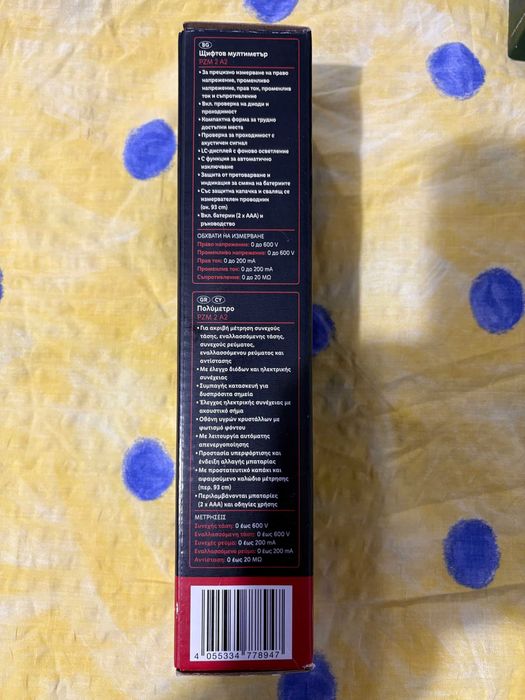 BG
Щифтов мултиметър
PZM 2 A2
• За прецизно измерване на право
напрежение, променливо
напрежение, прав ток, променлив
ток и съпротивление
• Вкл. проверка на диоди и
проходимост
• Компактна форма за трудно
достъпни места
• Проверка за проходимост с
акустичен сигнал
• LC-дисплей с фоново осветление
• С функция за автоматично
изключване
• Защита от претоварване и
индикация за смяна на батериите
• Със защитна капачка и свалящ се
измервателен проводник
(ок. 93 cm)
• Вкл. батерии (2 x AAA) и
ръководство
ОБХВАТИ НА ИЗМЕРВАНЕ
Право напрежение: 0 до 600 V
Променливо напрежение: 0 до 600 V
Прав ток: 0 до 200 mA
Променлив ток: 0 до 200 mA
Съпротивление: 0 до 20 MΩ
GR CY
Πολύμετρο
PZM 2 A2
• Για ακριβή μέτρηση συνεχούς
τάσης, εναλλασσόμενης τάσης,
συνεχούς ρεύματος,
εναλλασσόμενου ρεύματος και
αντίστασης
• Με έλεγχο διόδων και ηλεκτρικής
συνέχειας
• Συμπαγής κατασκευή για
δυσπρόσιτα σημεία
• Έλεγχος ηλεκτρικής συνέχειας με
ακουστικό σήμα
• Οθόνη υγρών κρυστάλλων με
φωτισμό φόντου
• Με λειτουργία αυτόματης
απενεργοποίησης
• Προστασία υπερφόρτισης και
ένδειξη αλλαγής μπαταρίας
• Με προστατευτικό καπάκι και
αφαιρούμενο καλώδιο μέτρησης
(περ. 93 cm)
• Περιλαμβάνονται μπαταρίες
(2 x AAA) και οδηγίες χρήσης
ΜΕΤΡΗΣΕΙΣ
Συνεχής τάση: 0 έως 600 V
Εναλλασσόμενη τάση: 0 έως 600 V
Συνεχές ρεύμα: 0 έως 200 mA
Εναλλασσόμενο ρεύμα: 0 έως 200 mA
Αντίσταση: 0 έως 20 MΩ
4 055334 778947